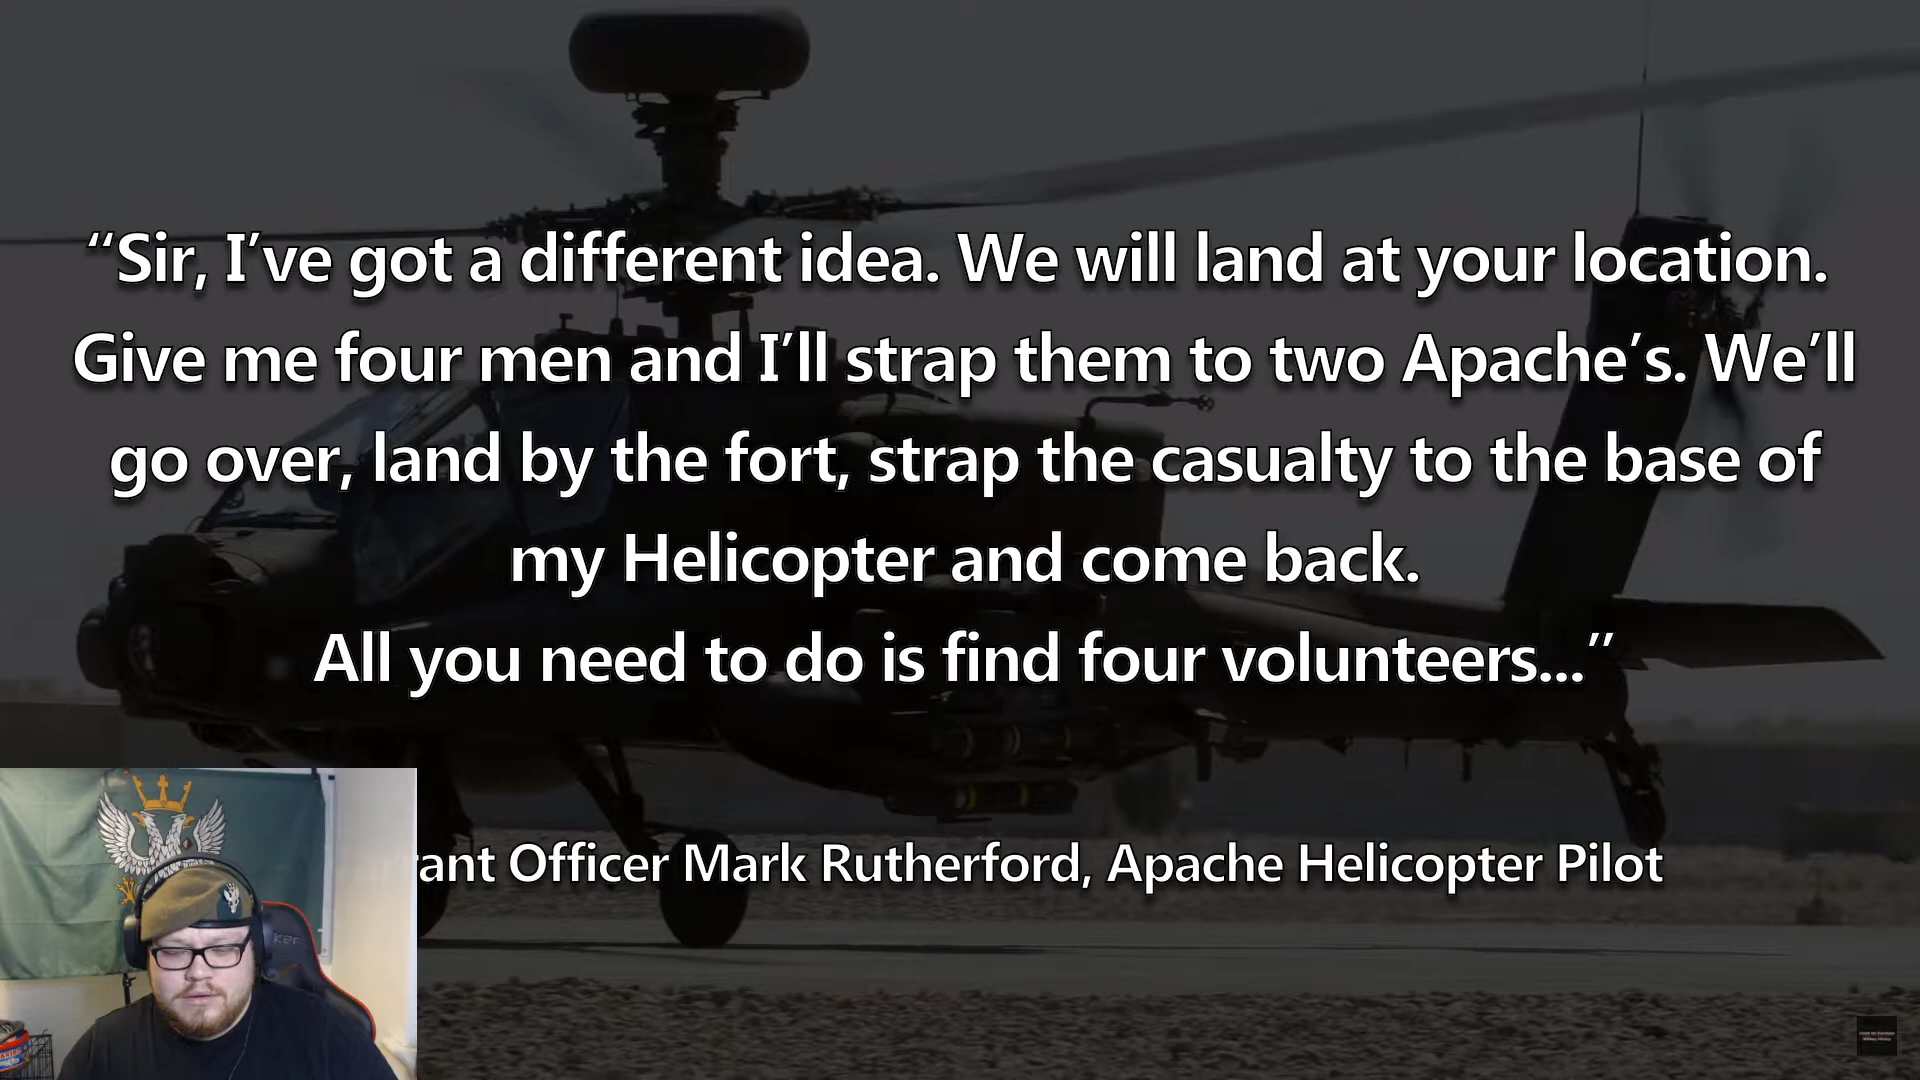 “Sir, I’ve got a different idea. We will land at your location.
Give me four men and I’ll strap them to two Apache’s. We’ll
go over, land by the fort, strap the casualty to the base of
my Helicopter and come back.
All you need to do is find four volunteers...”
rant Officer Mark Rutherford, Apache Helicopter Pilot